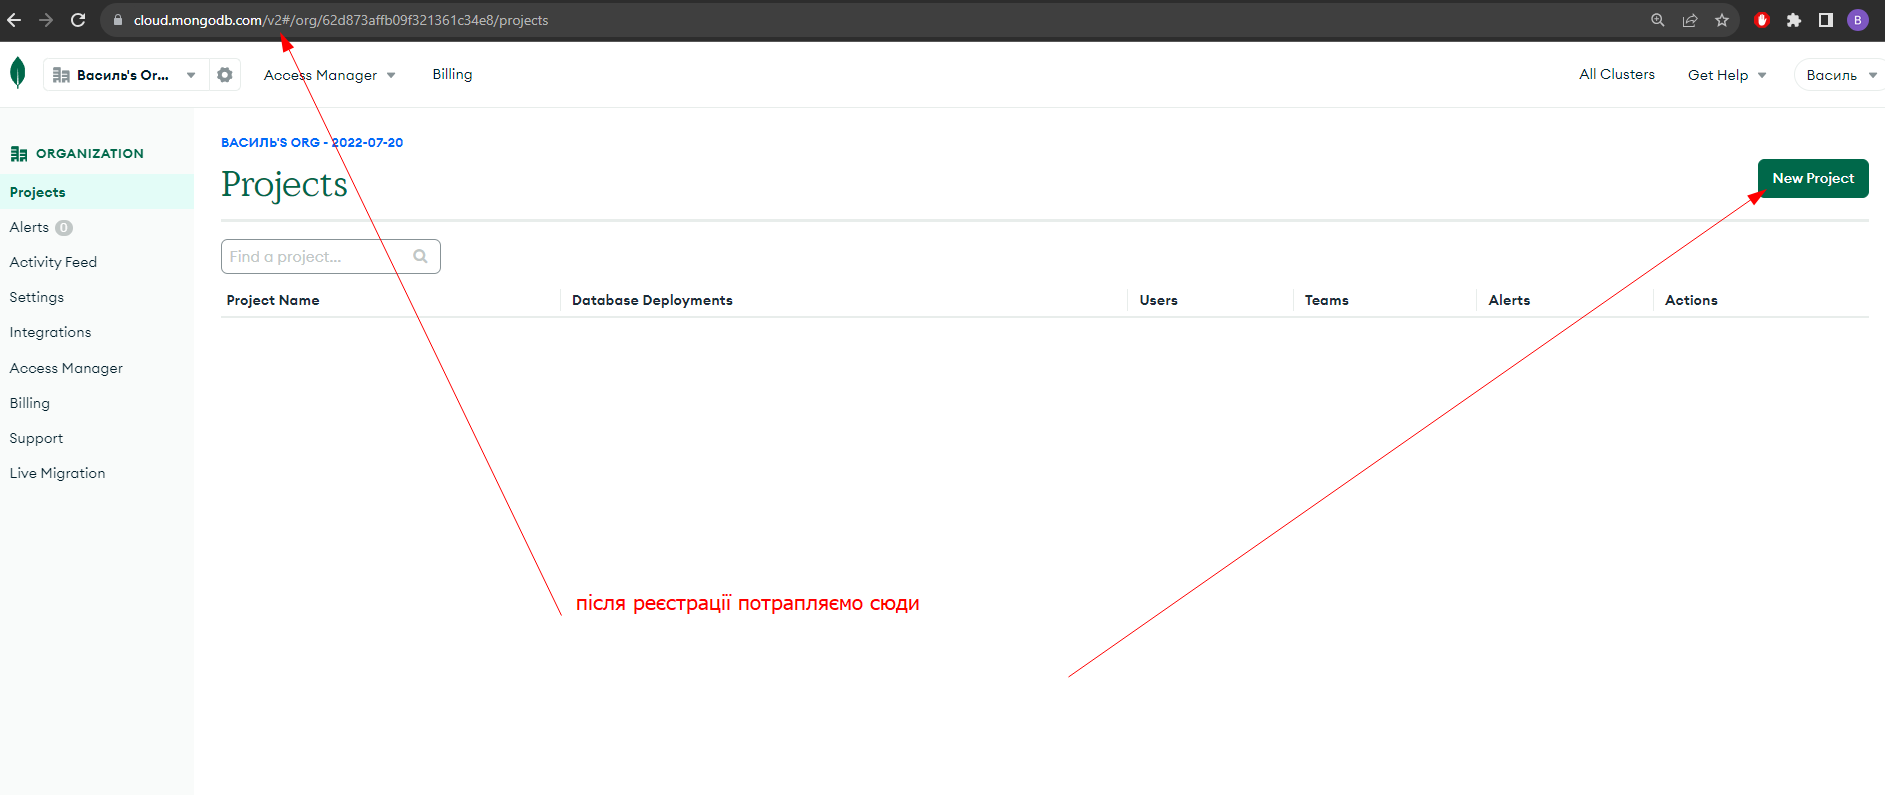 cloud.mongodb.com/v2#/org/62d873affb09f321361c34e8/projects
B
Василь's Or...
Access Manager
Billing
All Clusters
Get Help
Василь
ORGANIZATION
Projects
Alerts 0
Activity Feed
Settings
Integrations
Access Manager
Billing
Support
Live Migration
ВАСИЛЬ'S ORG - 2022-07-20
Projects
New Project
Find a project...
Project Name
Database Deployments
Users
Teams
Alerts
Actions
після реєстрації потрапляємо сюди